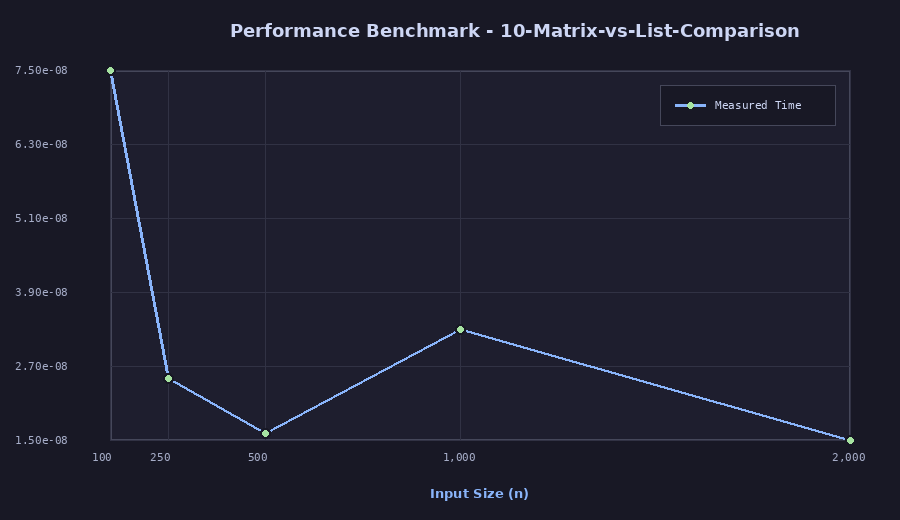 Performance Benchmark - 10-Matrix-vs-List-Comparison
7.50e-08
Measured Time
6.30e-08
5.10e-08
3.90e-08
2.70e-08
1.50e-08
100 250 500 1,000 2,000
Input Size (n)